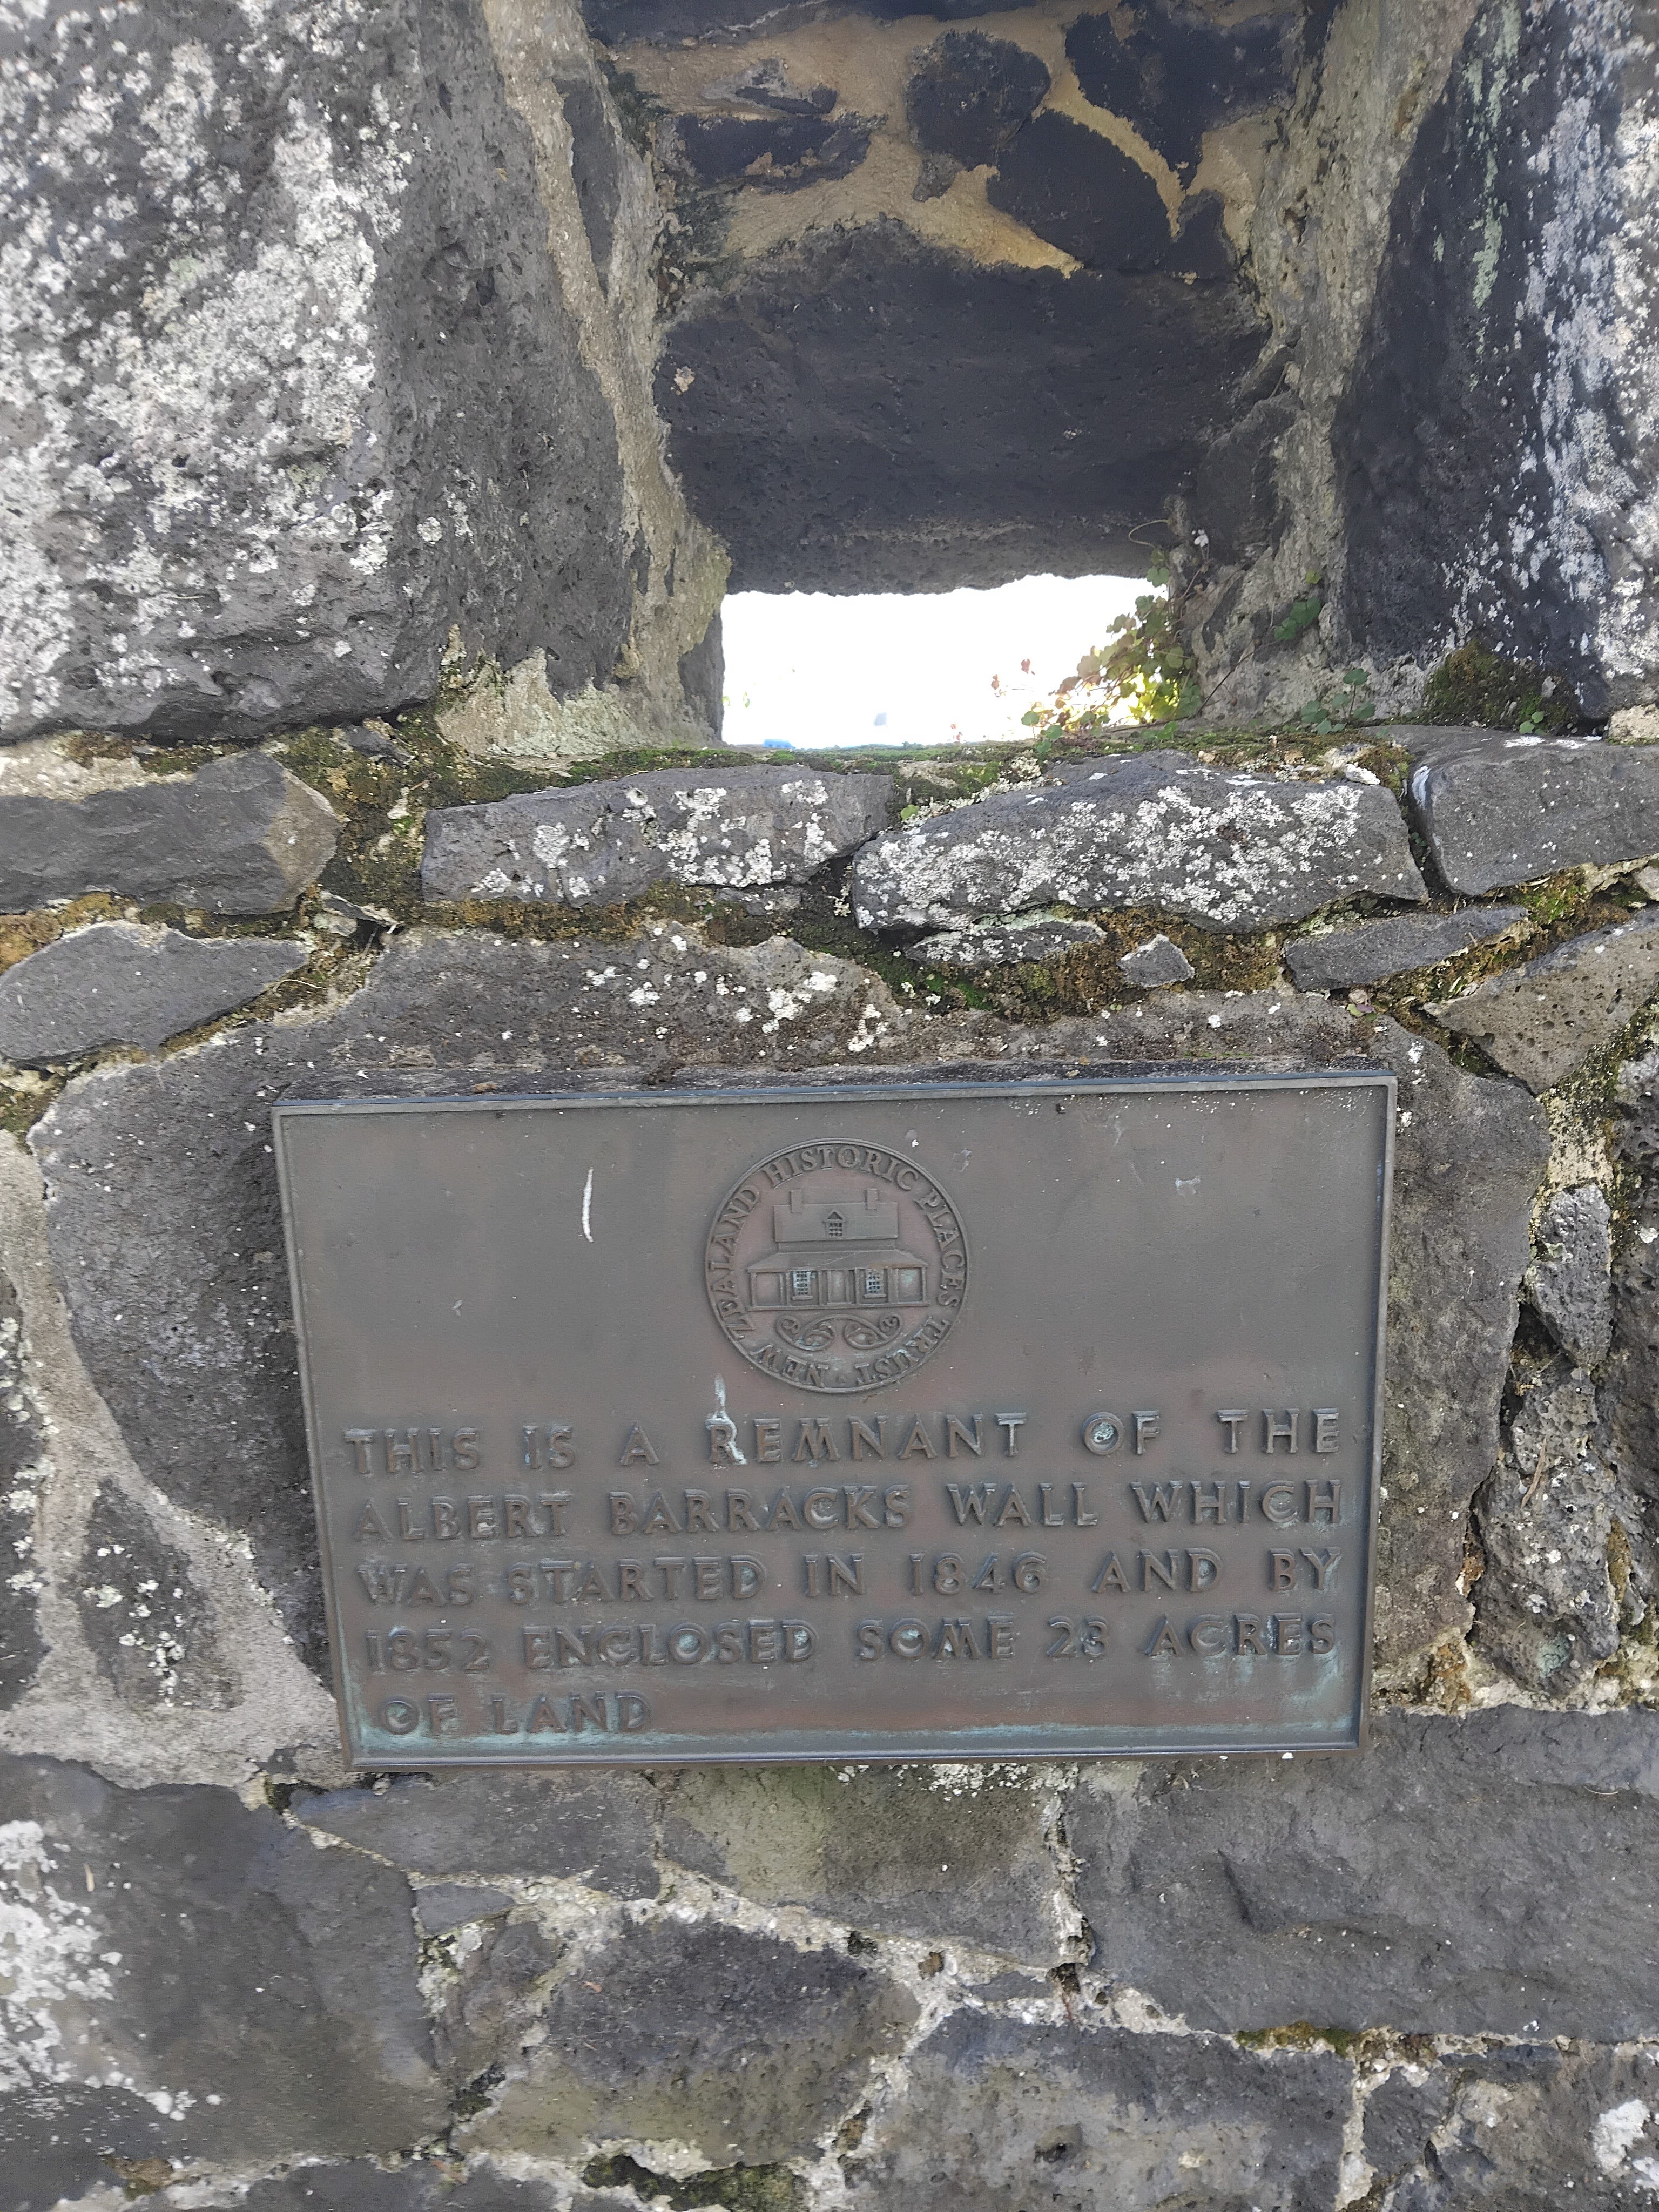 NEW ZEALAND HISTORIC PLACES TRUST ·
THIS IS A REMNANT OF THE
ALBERT BARRACKS WALL WHICH
WAS STARTED IN 1846 AND BY
1852 ENCLOSED SOME 23 ACRES
OF LAND